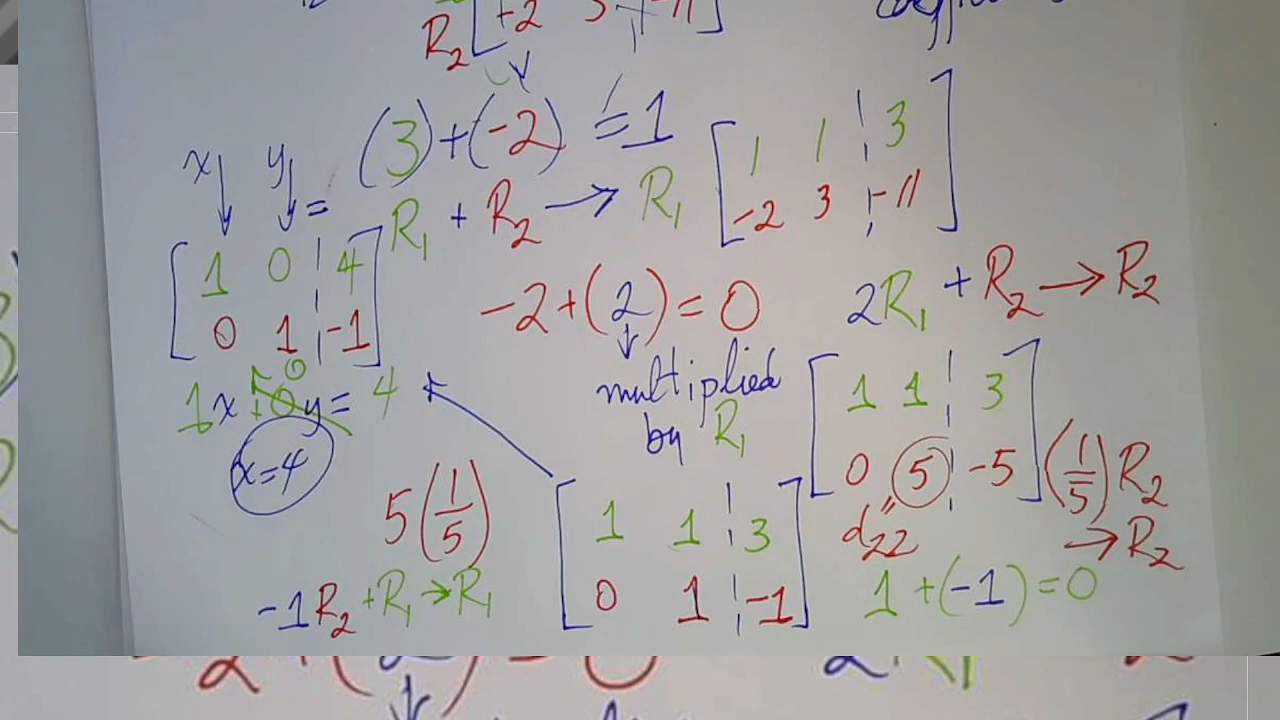 R₂ [+2 3 ¦ -11]
(3)+(-2) = 1
x y =
R₁ + R₂ → R₁
[1 1 ¦ 3]
[-2 3 ¦ -11]
[1 0 ¦ 4]
[0 1 ¦ -1]
-2+(2) = 0
2R₁ + R₂ → R₂
multiplied
by R₁
1x + 0y = 4
0
x=4
[1 1 ¦ 3]
[0 5 ¦ -5] (1/5) R₂
→ R₂
d₂₂
5(1/5)
[1 1 ¦ 3]
[0 1 ¦ -1]
-1R₂ + R₁ → R₁
1 + (-1) = 0